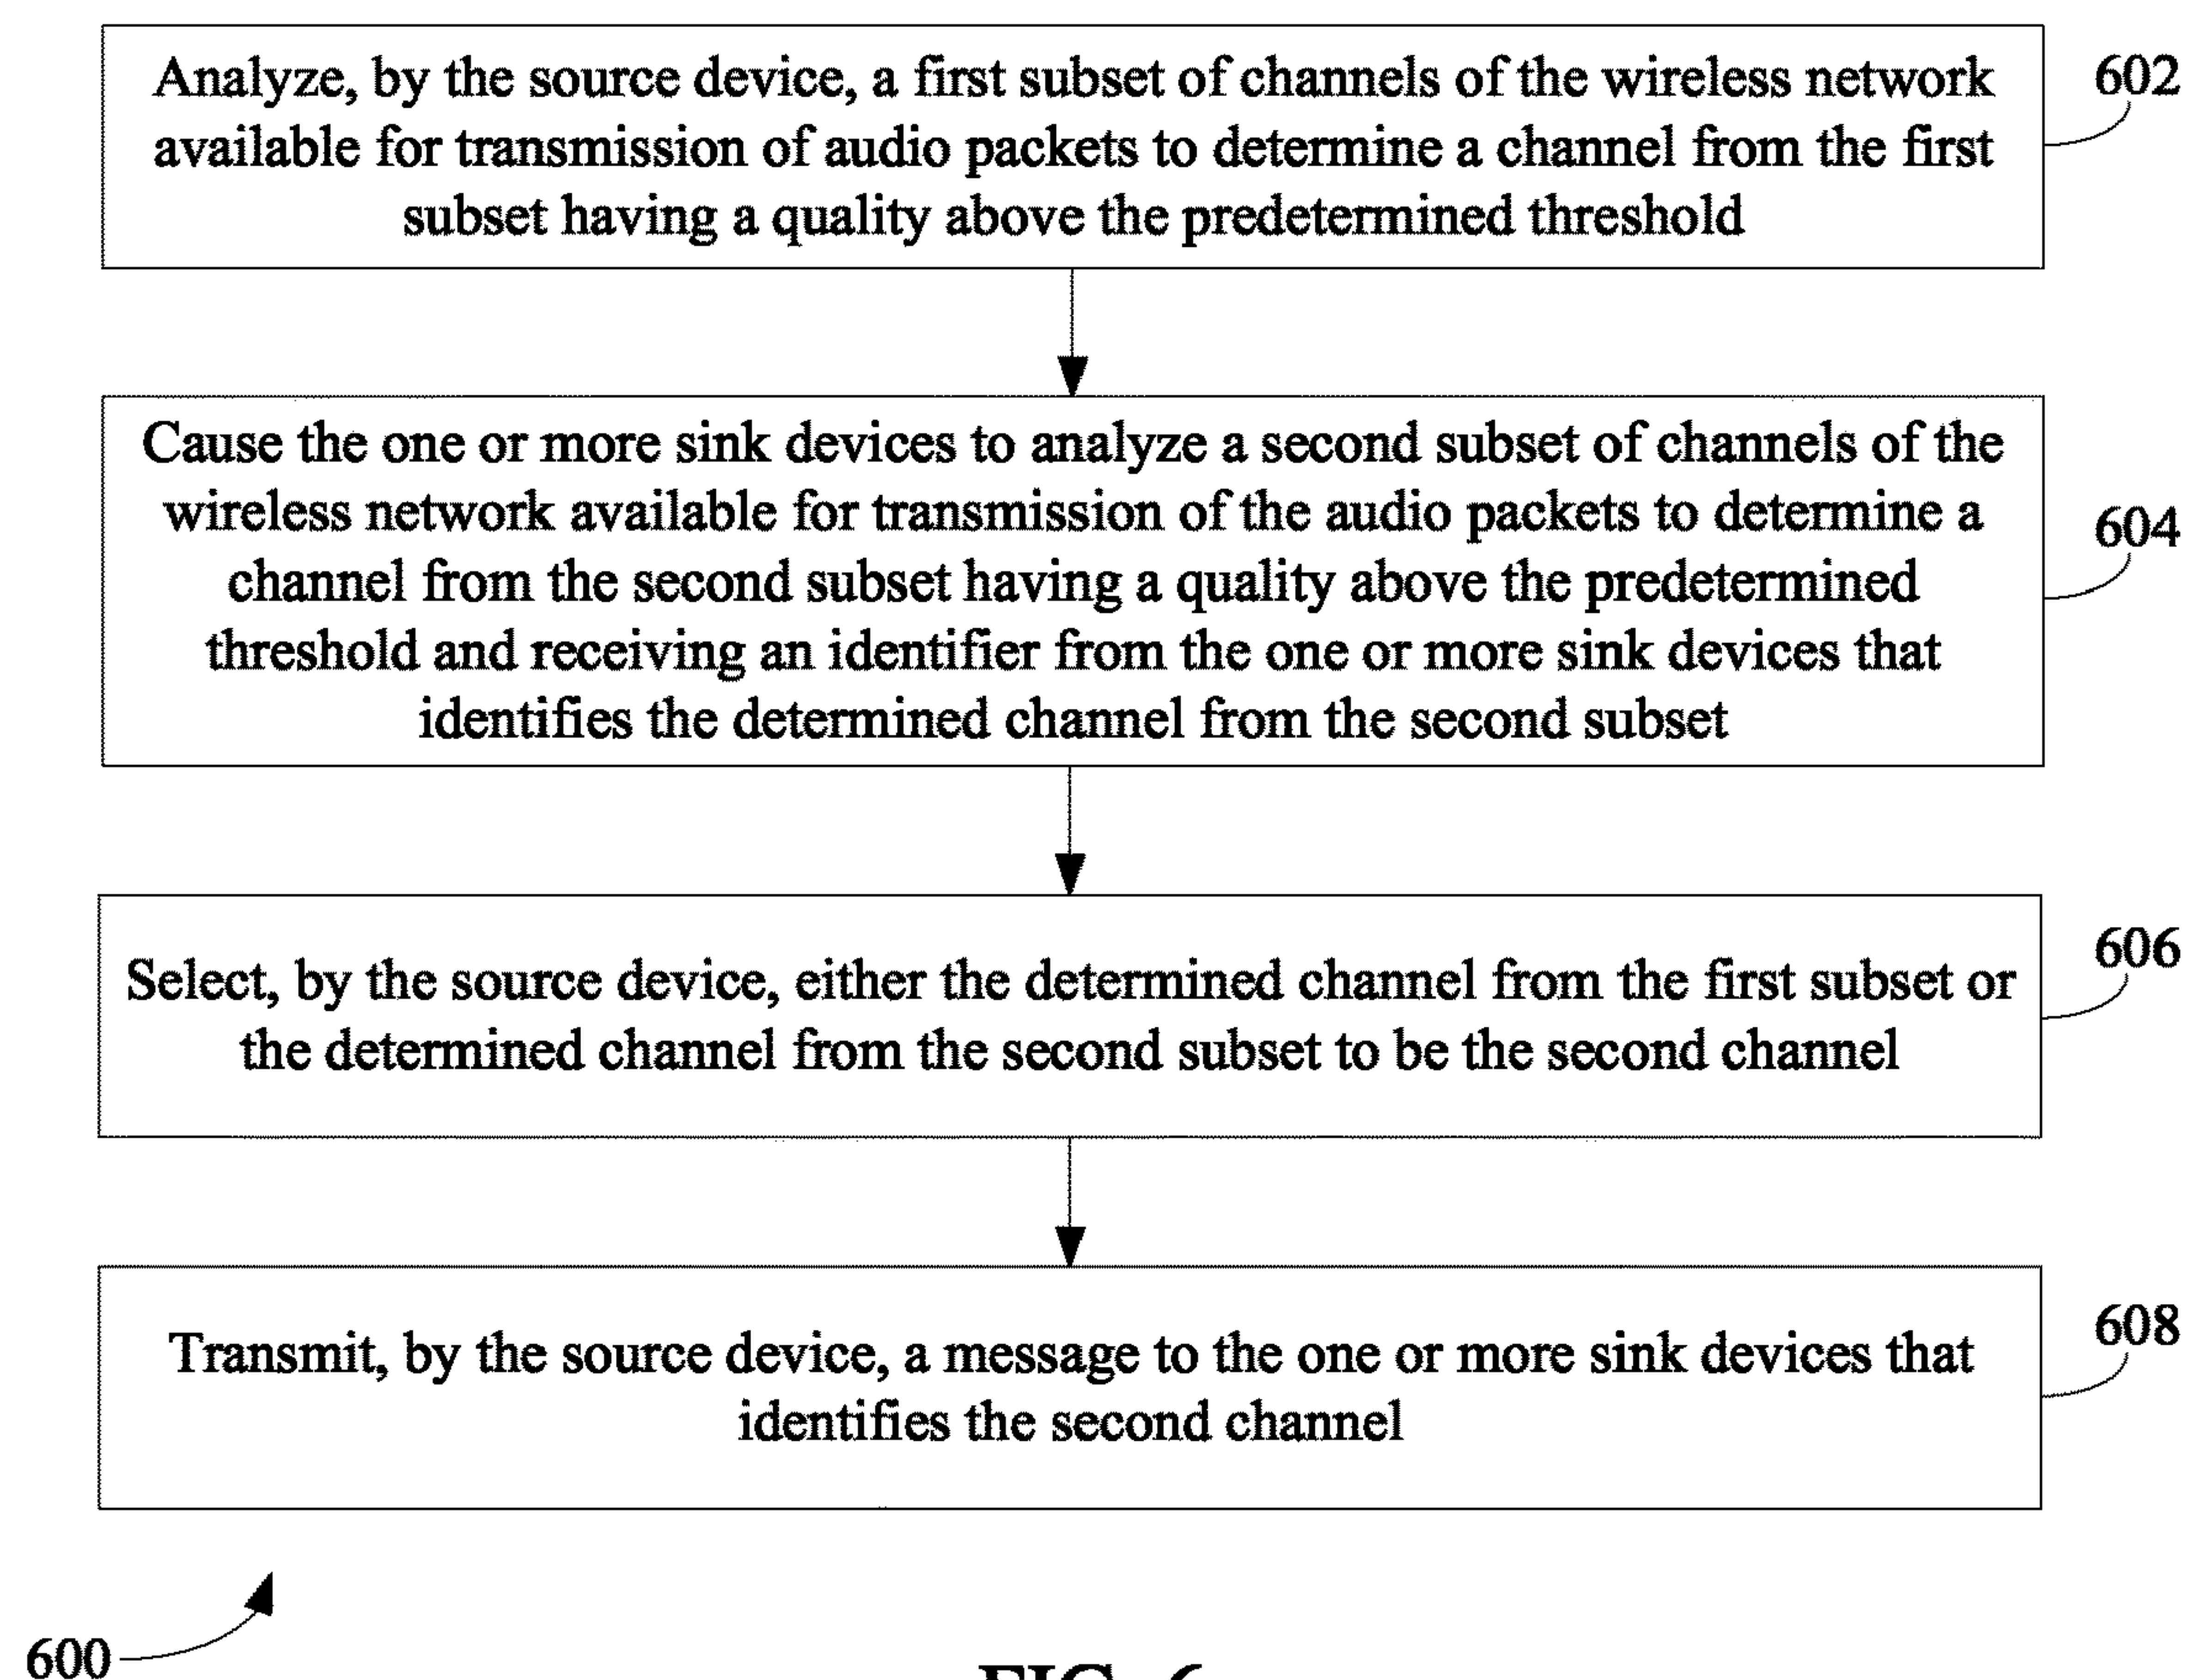 Analyze, by the source device, a first subset of channels of the wireless network
available for transmission of audio packets to determine a channel from the first
subset having a quality above the predetermined threshold
602
Cause the one or more sink devices to analyze a second subset of channels of the
wireless network available for transmission of the audio packets to determine a
channel from the second subset having a quality above the predetermined
threshold and receiving an identifier from the one or more sink devices that
identifies the determined channel from the second subset
604
Select, by the source device, either the determined channel from the first subset or
the determined channel from the second subset to be the second channel
606
Transmit, by the source device, a message to the one or more sink devices that
identifies the second channel
608
600
FIG. 6